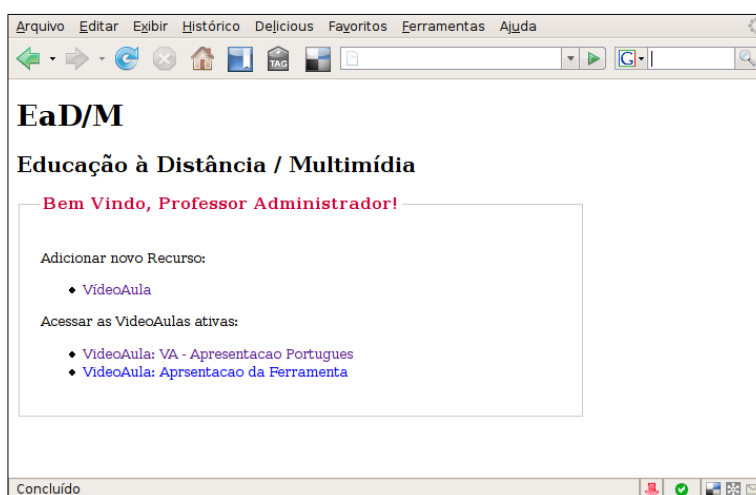 Arquivo Editar Exibir Histórico Delicious Favoritos Ferramentas Ajuda
TAG G
EaD/M
Educação à Distância / Multimídia
Bem Vindo, Professor Administrador!
Adicionar novo Recurso:
VídeoAula
Acessar as VideoAulas ativas:
VideoAula: VA - Apresentacao Portugues
VideoAula: Aprsentacao da Ferramenta
Concluído